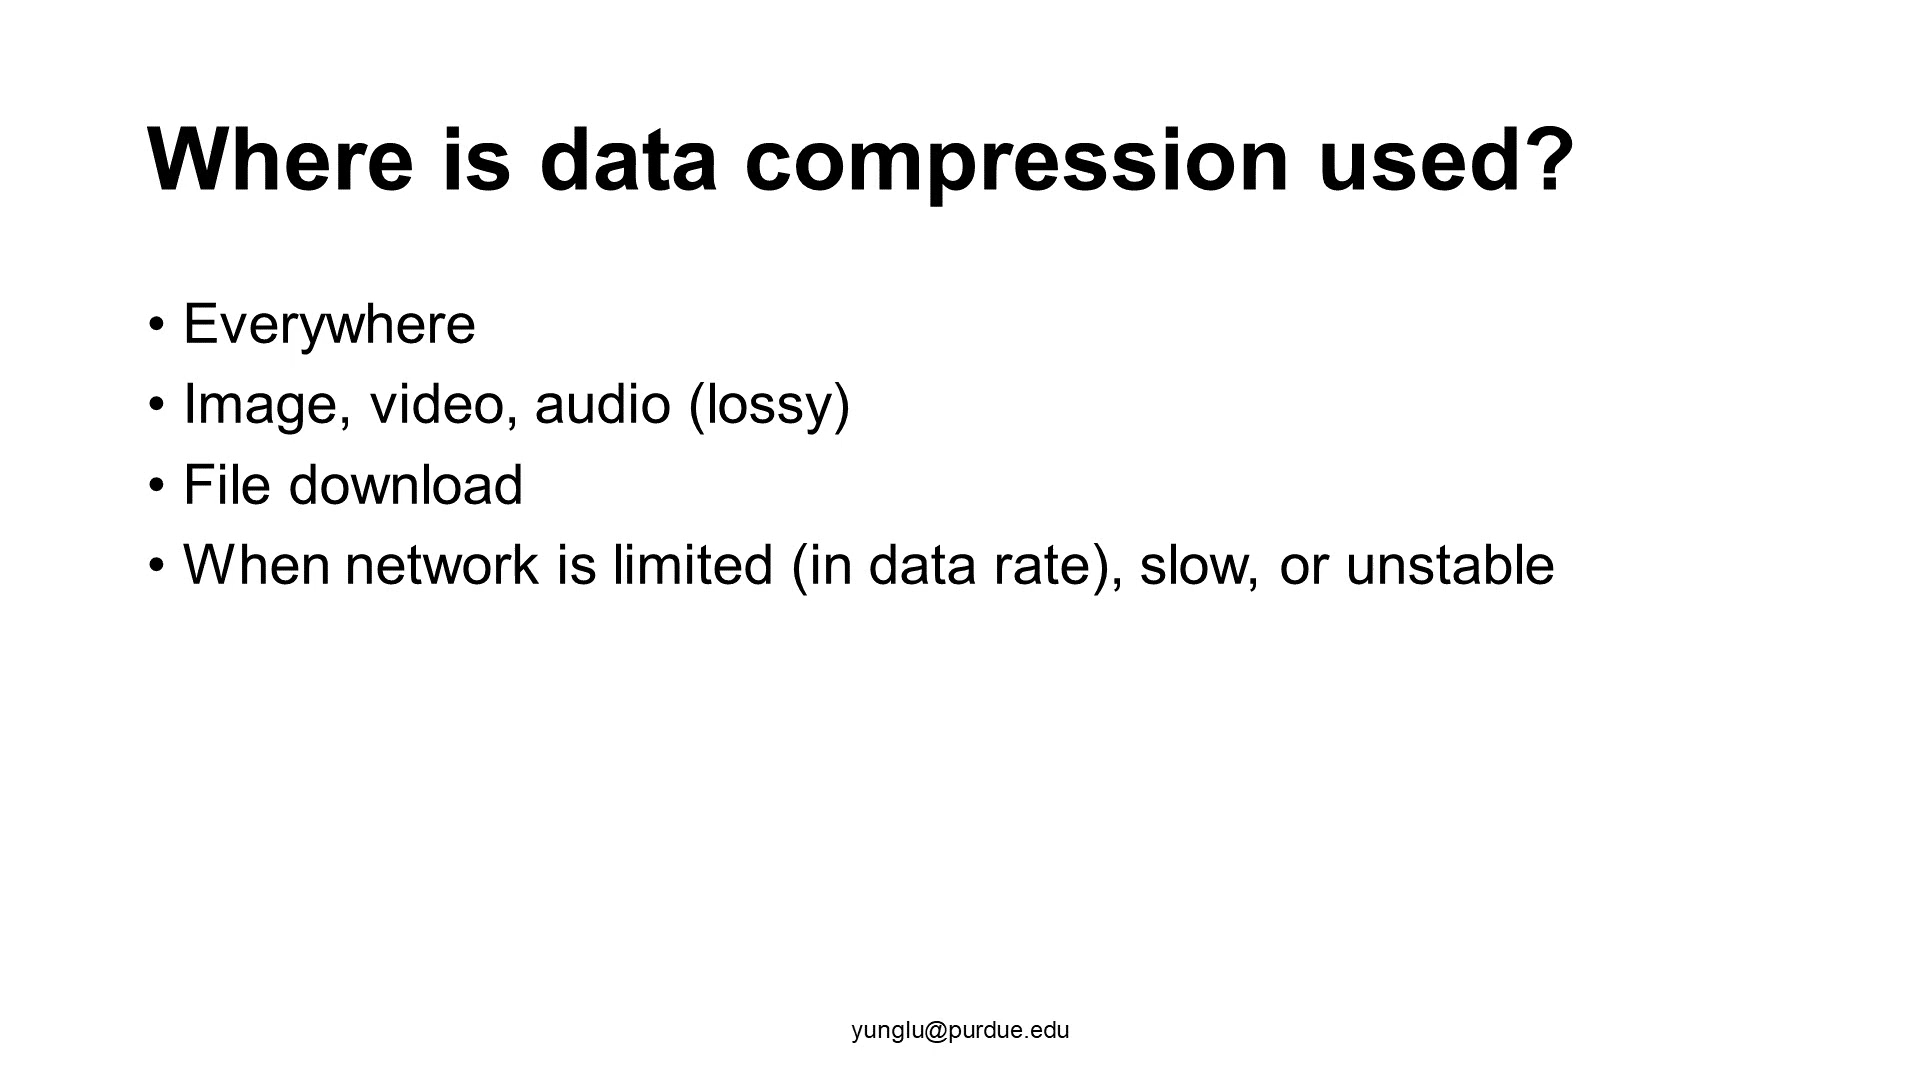 Where is data compression used?
• Everywhere
• Image, video, audio (lossy)
• File download
• When network is limited (in data rate), slow, or unstable
yunglu@purdue.edu